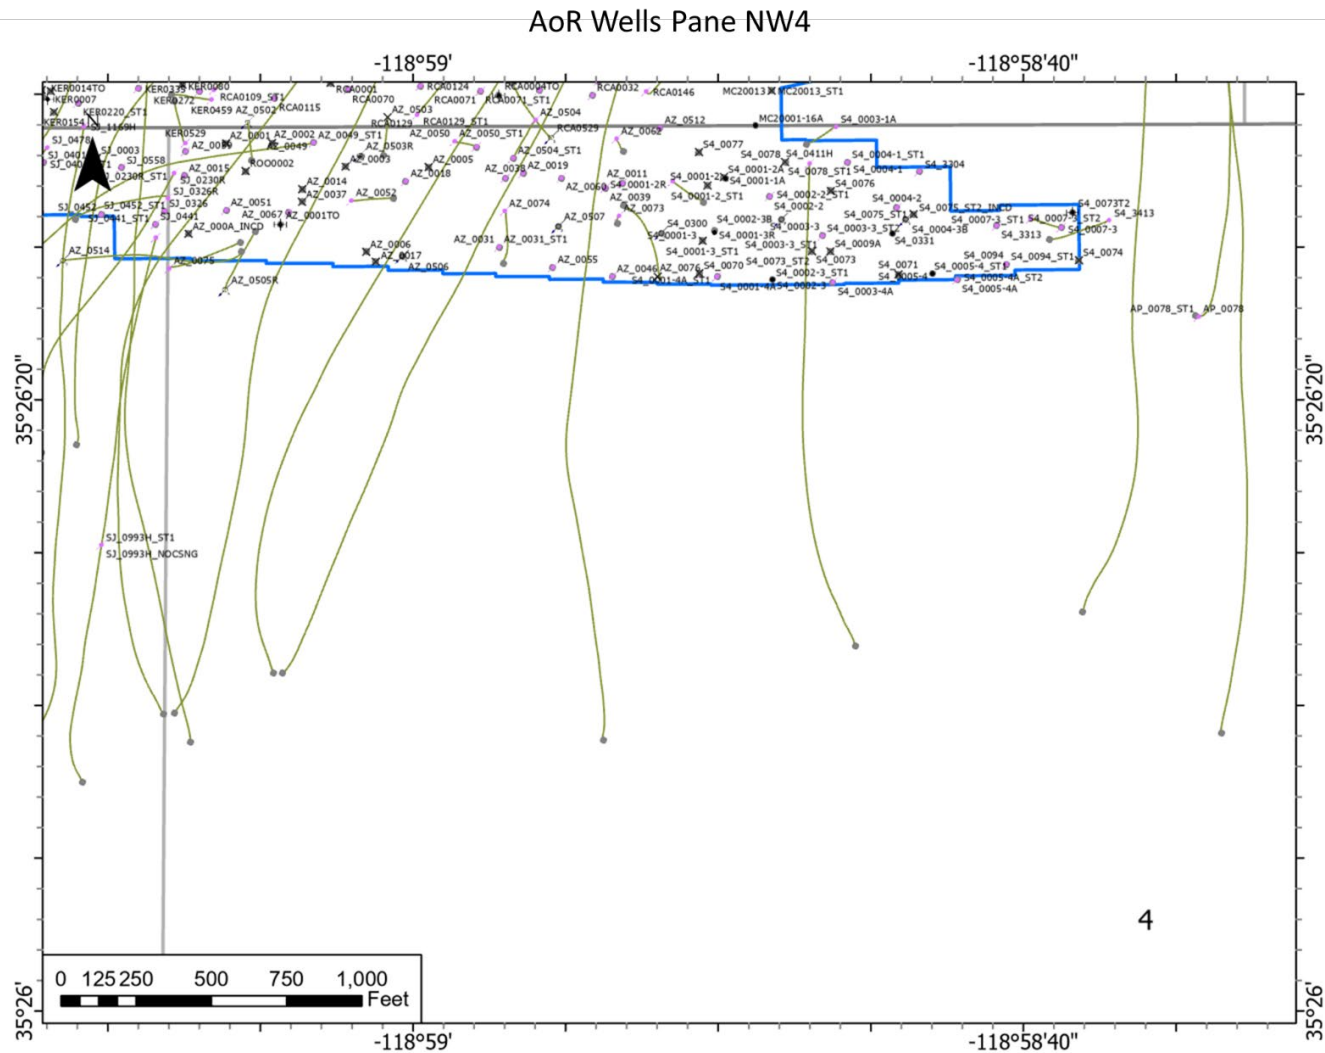 AoR Wells Pane NW4
-118°59' -118°58'40"
KER0014TO KER0339 KER0080 RCA0001 RCA0124 RCA0004TO RCA0032 RCA0146 MC20013 MC20013_ST1
KER0007 KER0272 RCA0109_ST1 RCA0070 RCA0071 RCA0071_ST1
KER0220_ST1 KER0459 AZ_0502 RCA0115 AZ_0503 AZ_0504
KER0154 SJ_1169H RCA0129 RCA0129_ST1 RCA0529 AZ_0512 MC20001-16A S4_0003-1A
N
SJ_0478 KER0529 AZ_0001 AZ_0002 AZ_0049_ST1 AZ_0050 AZ_0050_ST1 AZ_0062
SJ_0003 AZ_0049 AZ_0503R AZ_0504_ST1 S4_0077
SJ_0558 ROO0002 AZ_0003 AZ_0005 S4_0078 S4_0411H S4_0004-1_ST1 S4_3304
SJ_0230R_ST1 AZ_0015 AZ_0018 AZ_0019 AZ_0011 S4_0001-2A S4_0078_ST1 S4_0004-1
SJ_0230R AZ_0014 AZ_0060 S4_0001-2R S4_0001-1A S4_0076
SJ_0326R AZ_0037 AZ_0052 AZ_0039 S4_0001-2_ST1 S4_0002-2_ST1
SJ_0452 SJ_0452_ST1 SJ_0326 AZ_0051 AZ_0074 AZ_0073 S4_0002-2 S4_0004-2 S4_0075_ST2_INCD S4_0073T2
SJ_0441_ST1 SJ_0441 AZ_0067 AZ_0001TO AZ_0507 S4_0300 S4_0002-3B S4_0075_ST1 S4_0007-3_ST1 S4_0007-3_ST2 S4_3413
AZ_000A_INCD S4_0001-3 S4_0001-3R S4_0003-3 S4_0003-3_ST2 S4_0004-3B S4_3313 S4_0007-3
AZ_0514 AZ_0006 AZ_0031 AZ_0031_ST1 S4_0001-3_ST1 S4_0003-3_ST1 S4_0009A S4_0331
AZ_0075 AZ_0017 AZ_0055 S4_0070 S4_0073_ST2 S4_0073 S4_0094 S4_0094_ST1 S4_0074
AZ_0506 AZ_0046 AZ_0076 S4_0002-3_ST1 S4_0071 S4_0005-4_ST1
AZ_0505R S4_0001-4A_ST1 S4_0001-4A S4_0002-3 S4_0003-4A S4_0005-4 S4_0005-4A_ST2
S4_0005-4A
AP_0078_ST1 AP_0078
35°26'20" 35°26'20"
SJ_0993H_ST1
SJ_0993H_NOCSNG
4
0 125 250 500 750 1,000
Feet
35°26' 35°26'
-118°59' -118°58'40"